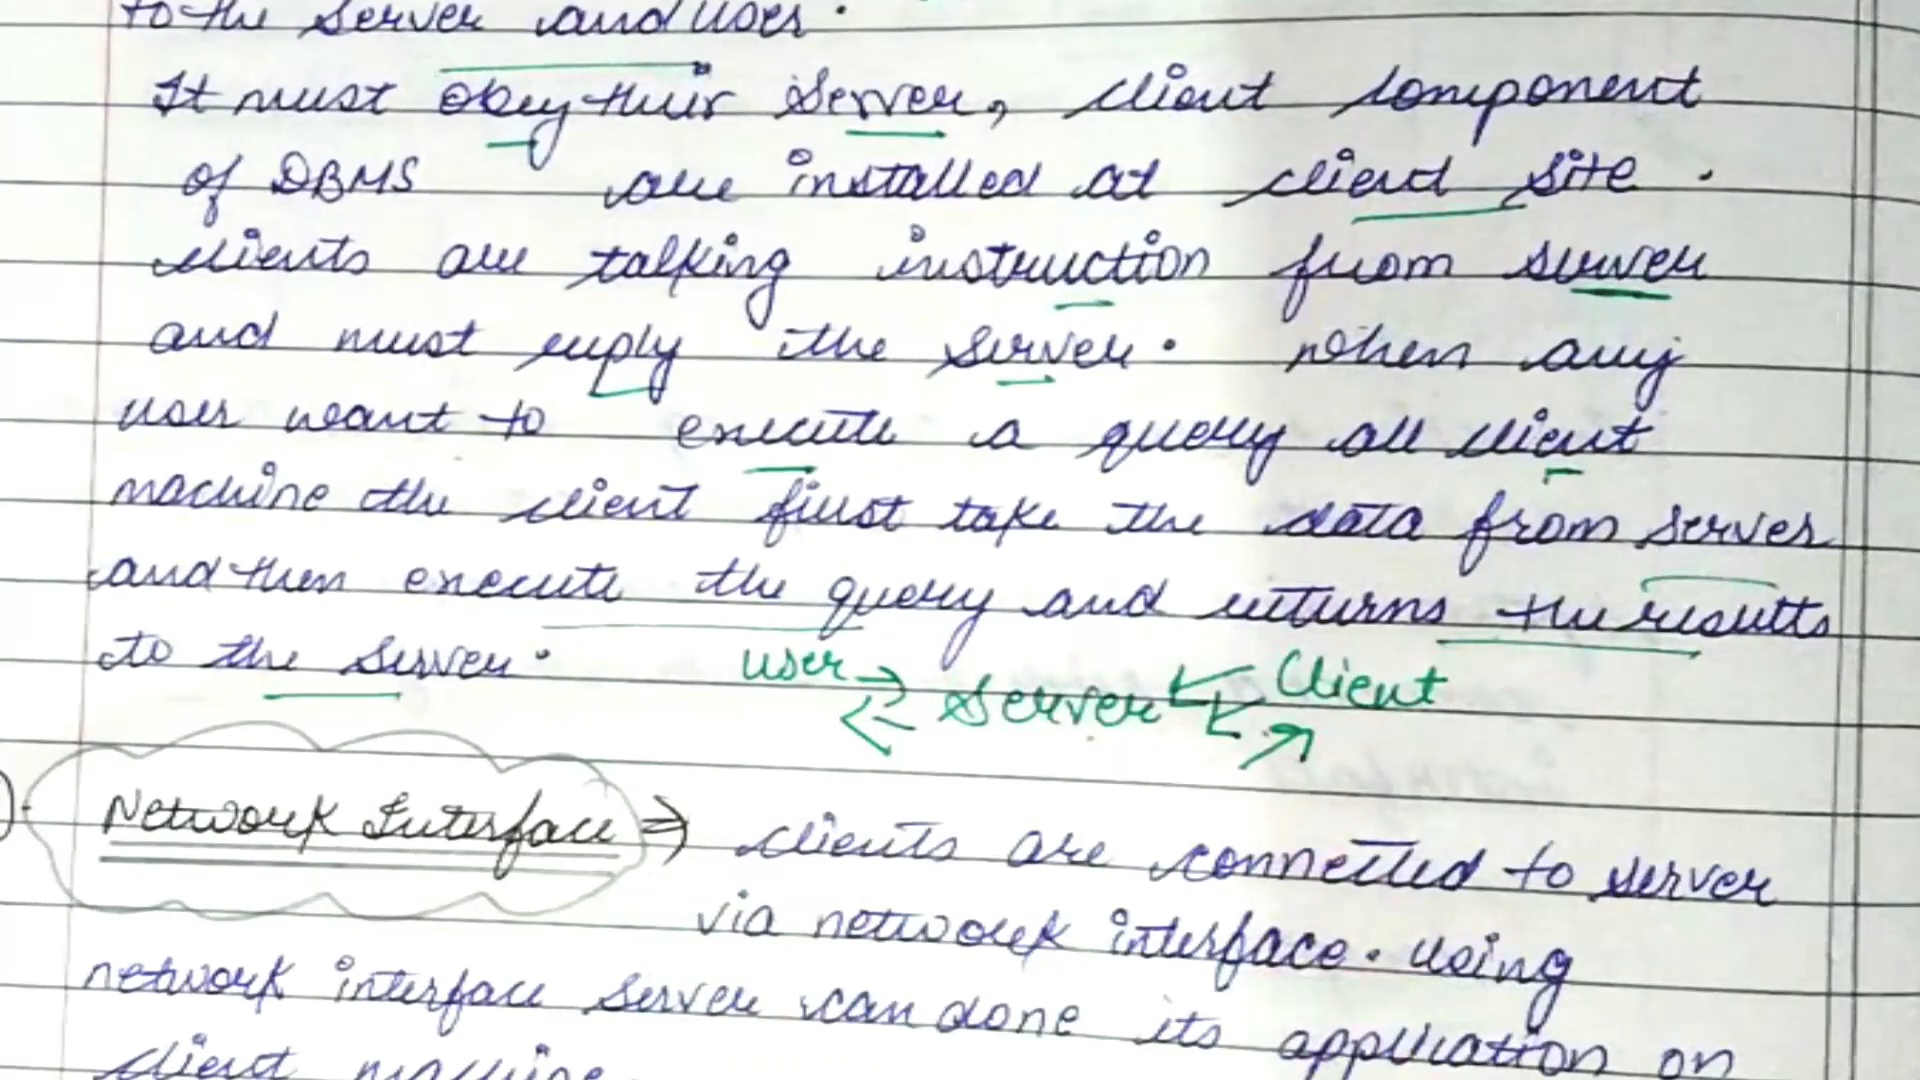 to the server and user.
It must obey their server, client component
of DBMS are installed at client site.
clients are talking instruction from server
and must reply the server. when any
user want to execute a query all client
machine the client first take the data from server
and then execute the query and returns the results
to the server. user → ← server ← Client
Network Interface ⇒ clients are connected to server
via network interface. Using
network interface server can done its application on
client machine.